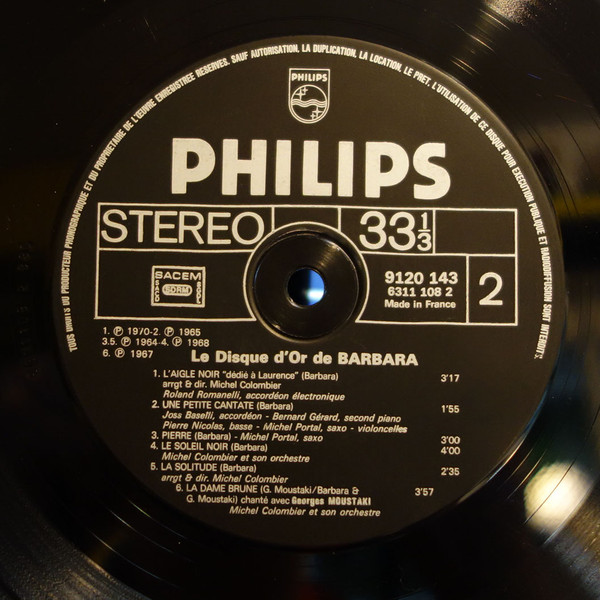 TOUS DROITS DU PRODUCTEUR PHONOGRAPHIQUE ET DU PROPRIETAIRE DE L'ŒUVRE ENREGISTREE RESERVES. SAUF AUTORISATION, LA DUPLICATION, LA LOCATION, LE PRET, L'UTILISATION DE CE DISQUE POUR EXECUTION PUBLIQUE ET RADIODIFFUSION SONT INTERDITS.
PHILIPS
PHILIPS
STEREO
33 1/3
SACEM
SACD
SDRM
SGDL
9120 143
6311 108 2
Made in France
2
1. ℗ 1970-2. ℗ 1965
3.5. ℗ 1964-4. ℗ 1968
6. ℗ 1967
Le Disque d'Or de BARBARA
1. L'AIGLE NOIR "dédié à Laurence" (Barbara) 3'17
arrgt & dir. Michel Colombier
Roland Romanelli, accordéon électronique
2. UNE PETITE CANTATE (Barbara) 1'55
Joss Baselli, accordéon - Bernard Gérard, second piano
Pierre Nicolas, basse - Michel Portal, saxo - violoncelles
3. PIERRE (Barbara) - Michel Portal, saxo 3'00
4. LE SOLEIL NOIR (Barbara) 4'00
Michel Colombier et son orchestre
5. LA SOLITUDE (Barbara) 2'35
arrgt & dir. Michel Colombier
6. LA DAME BRUNE (G. Moustaki/Barbara & 3'57
G. Moustaki) chanté avec Georges MOUSTAKI
Michel Colombier et son orchestre